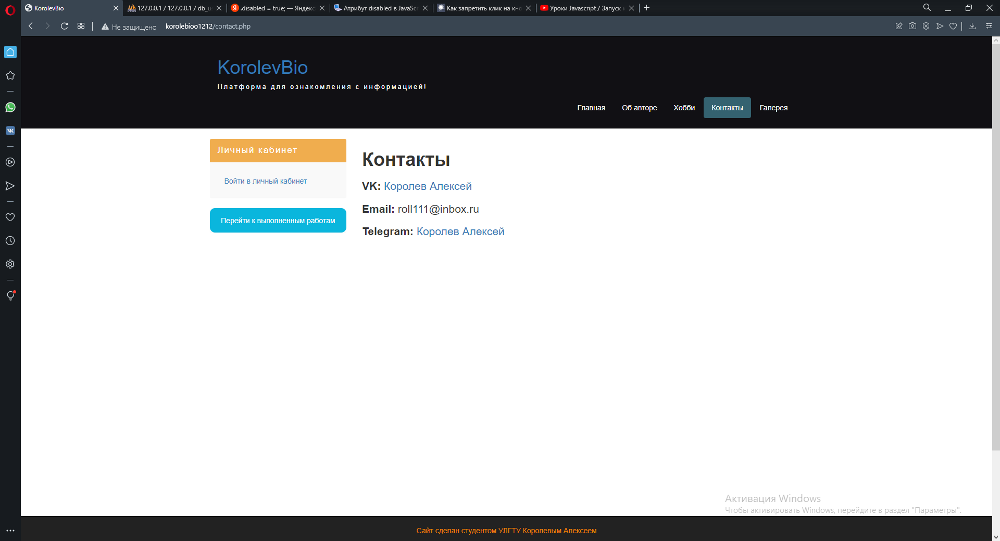 KorolevBio
127.0.0.1 / 127.0.0.1 / db_u
.disabled = true; — Яндекс
Атрибут disabled в JavaSc
Как запретить клик на кно
Уроки Javascript / Запуск
Не защищено
korolebioo1212/contact.php
KorolevBio
Платформа для ознакомления с информацией!
Главная
Об авторе
Хобби
Контакты
Галерея
Личный кабинет
Войти в личный кабинет
Перейти к выполненным работам
Контакты
VK: Королев Алексей
Email: roll111@inbox.ru
Telegram: Королев Алексей
Активация Windows
Чтобы активировать Windows, перейдите в раздел "Параметры".
Сайт сделан студентом УЛГТУ Королевым Алексеем